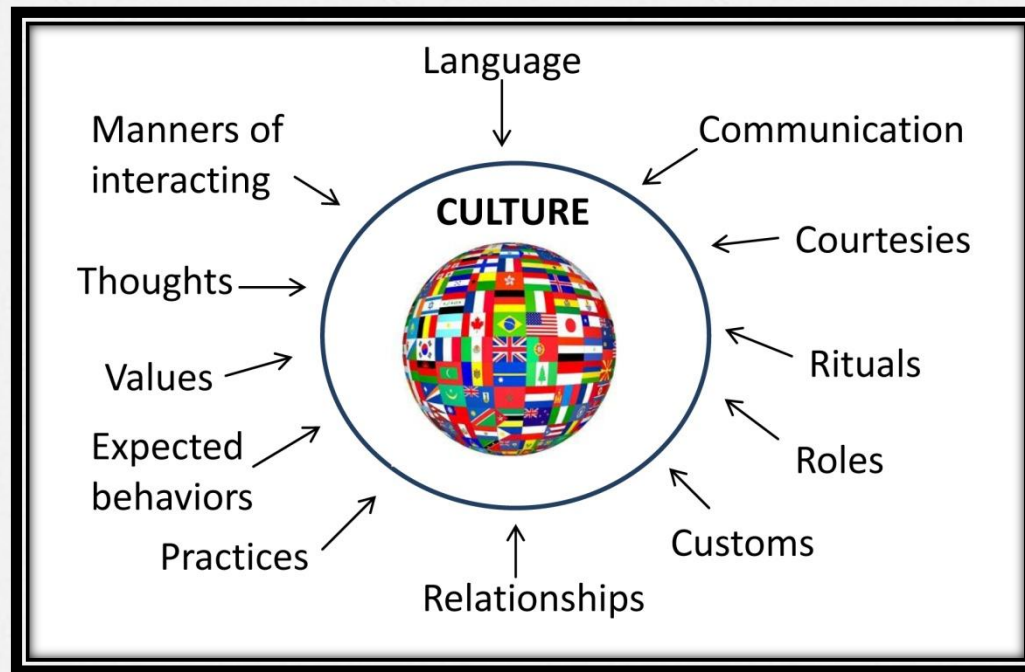 Language
Manners of
interacting
Communication
CULTURE
Courtesies
Thoughts
Values
Rituals
Expected
behaviors
Roles
Practices
Customs
Relationships